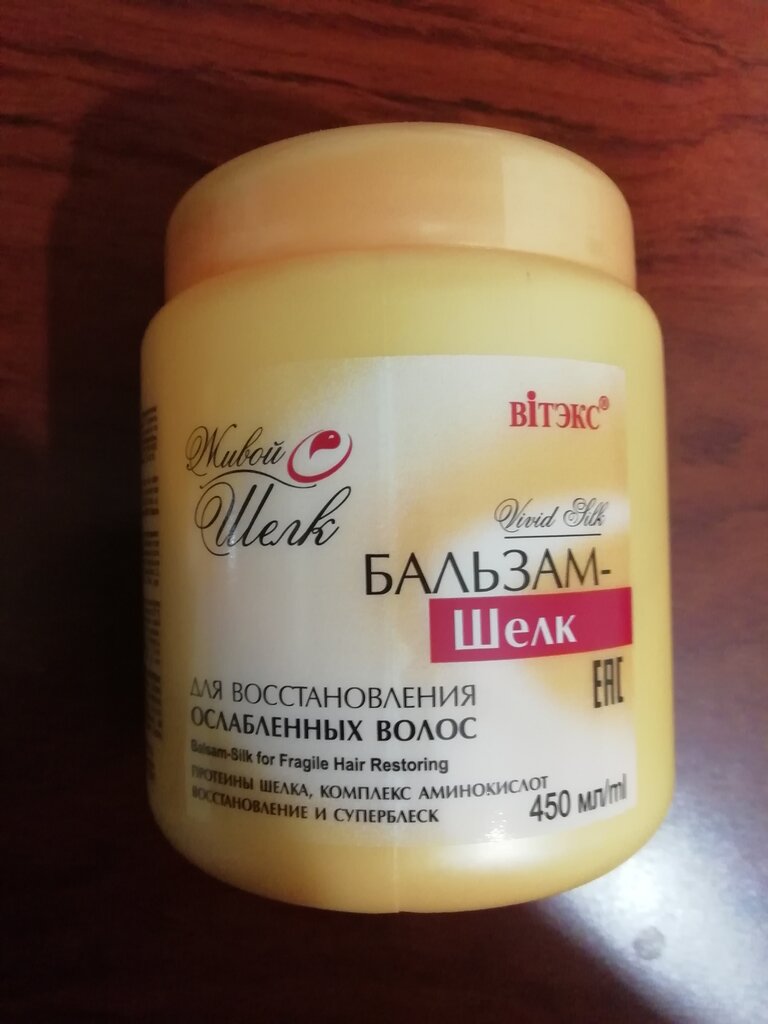 Вітэкс®
Живой
Шелк
Vivid Silk
БАЛЬЗАМ-
Шелк
EAC
ДЛЯ ВОССТАНОВЛЕНИЯ
ОСЛАБЛЕННЫХ ВОЛОС
Balsam-Silk for Fragile Hair Restoring
ПРОТЕИНЫ ШЕЛКА, КОМПЛЕКС АМИНОКИСЛОТ
ВОССТАНОВЛЕНИЕ И СУПЕРБЛЕСК
450 мл/ml